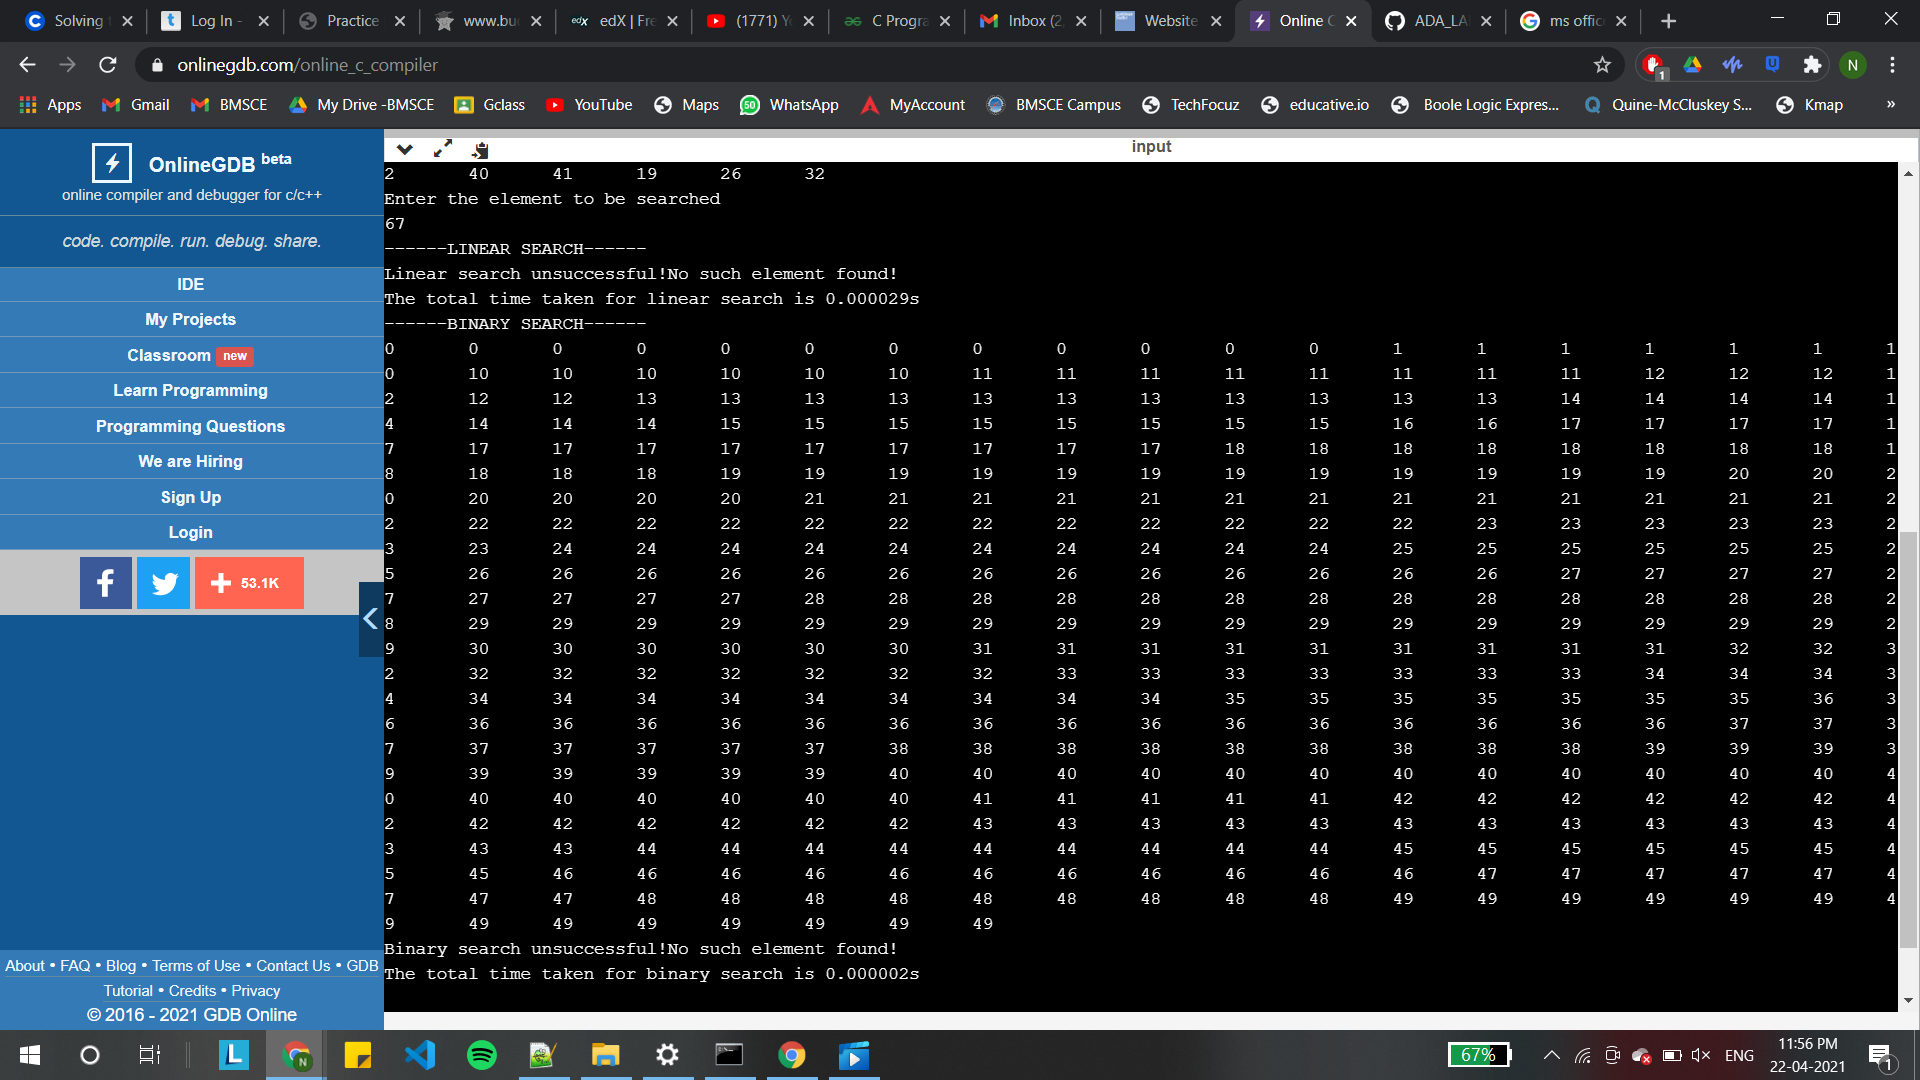 Solving
Log In -
Practice
www.bu
edX | Fre
(1771) Y
C Progra
Inbox (2,
Website
Online C
ADA_LA
ms offic
onlinegdb.com/online_c_compiler
1
N
Apps
Gmail
BMSCE
My Drive -BMSCE
Gclass
YouTube
Maps
WhatsApp
MyAccount
BMSCE Campus
TechFocuz
educative.io
Boole Logic Expres...
Quine-McCluskey S...
Kmap
»
OnlineGDB beta
online compiler and debugger for c/c++
code. compile. run. debug. share.
IDE
My Projects
Classroom new
Learn Programming
Programming Questions
We are Hiring
Sign Up
Login
53.1K
About • FAQ • Blog • Terms of Use • Contact Us • GDB
Tutorial • Credits • Privacy
© 2016 - 2021 GDB Online
input
2 40 41 19 26 32
Enter the element to be searched
67
------LINEAR SEARCH------
Linear search unsuccessful!No such element found!
The total time taken for linear search is 0.000029s
------BINARY SEARCH------
0 0 0 0 0 0 0 0 0 0 0 0 1 1 1 1 1 1 1
0 10 10 10 10 10 10 11 11 11 11 11 11 11 11 12 12 12 1
2 12 12 13 13 13 13 13 13 13 13 13 13 13 14 14 14 14 1
4 14 14 14 15 15 15 15 15 15 15 15 16 16 17 17 17 17 1
7 17 17 17 17 17 17 17 17 17 18 18 18 18 18 18 18 18 1
8 18 18 18 19 19 19 19 19 19 19 19 19 19 19 19 20 20 2
0 20 20 20 20 21 21 21 21 21 21 21 21 21 21 21 21 21 2
2 22 22 22 22 22 22 22 22 22 22 22 22 23 23 23 23 23 2
3 23 24 24 24 24 24 24 24 24 24 24 25 25 25 25 25 25 2
5 26 26 26 26 26 26 26 26 26 26 26 26 26 27 27 27 27 2
7 27 27 27 27 28 28 28 28 28 28 28 28 28 28 28 28 28 2
8 29 29 29 29 29 29 29 29 29 29 29 29 29 29 29 29 29 2
9 30 30 30 30 30 31 31 31 31 31 31 31 31 31 31 32 32 3
2 32 32 32 32 32 32 32 33 33 33 33 33 33 33 34 34 34 3
4 34 34 34 34 34 34 34 34 34 35 35 35 35 35 35 35 36 3
6 36 36 36 36 36 36 36 36 36 36 36 36 36 36 36 37 37 3
7 37 37 37 37 37 38 38 38 38 38 38 38 38 38 39 39 39 3
9 39 39 39 39 39 40 40 40 40 40 40 40 40 40 40 40 40 4
0 40 40 40 40 40 40 41 41 41 41 41 42 42 42 42 42 42 4
2 42 42 42 42 42 42 43 43 43 43 43 43 43 43 43 43 43 4
3 43 43 44 44 44 44 44 44 44 44 44 45 45 45 45 45 45 4
5 45 46 46 46 46 46 46 46 46 46 46 46 47 47 47 47 47 4
7 47 47 48 48 48 48 48 48 48 48 48 49 49 49 49 49 49 4
9 49 49 49 49 49 49 49
Binary search unsuccessful!No such element found!
The total time taken for binary search is 0.000002s
67%
ENG
11:56 PM
22-04-2021
1